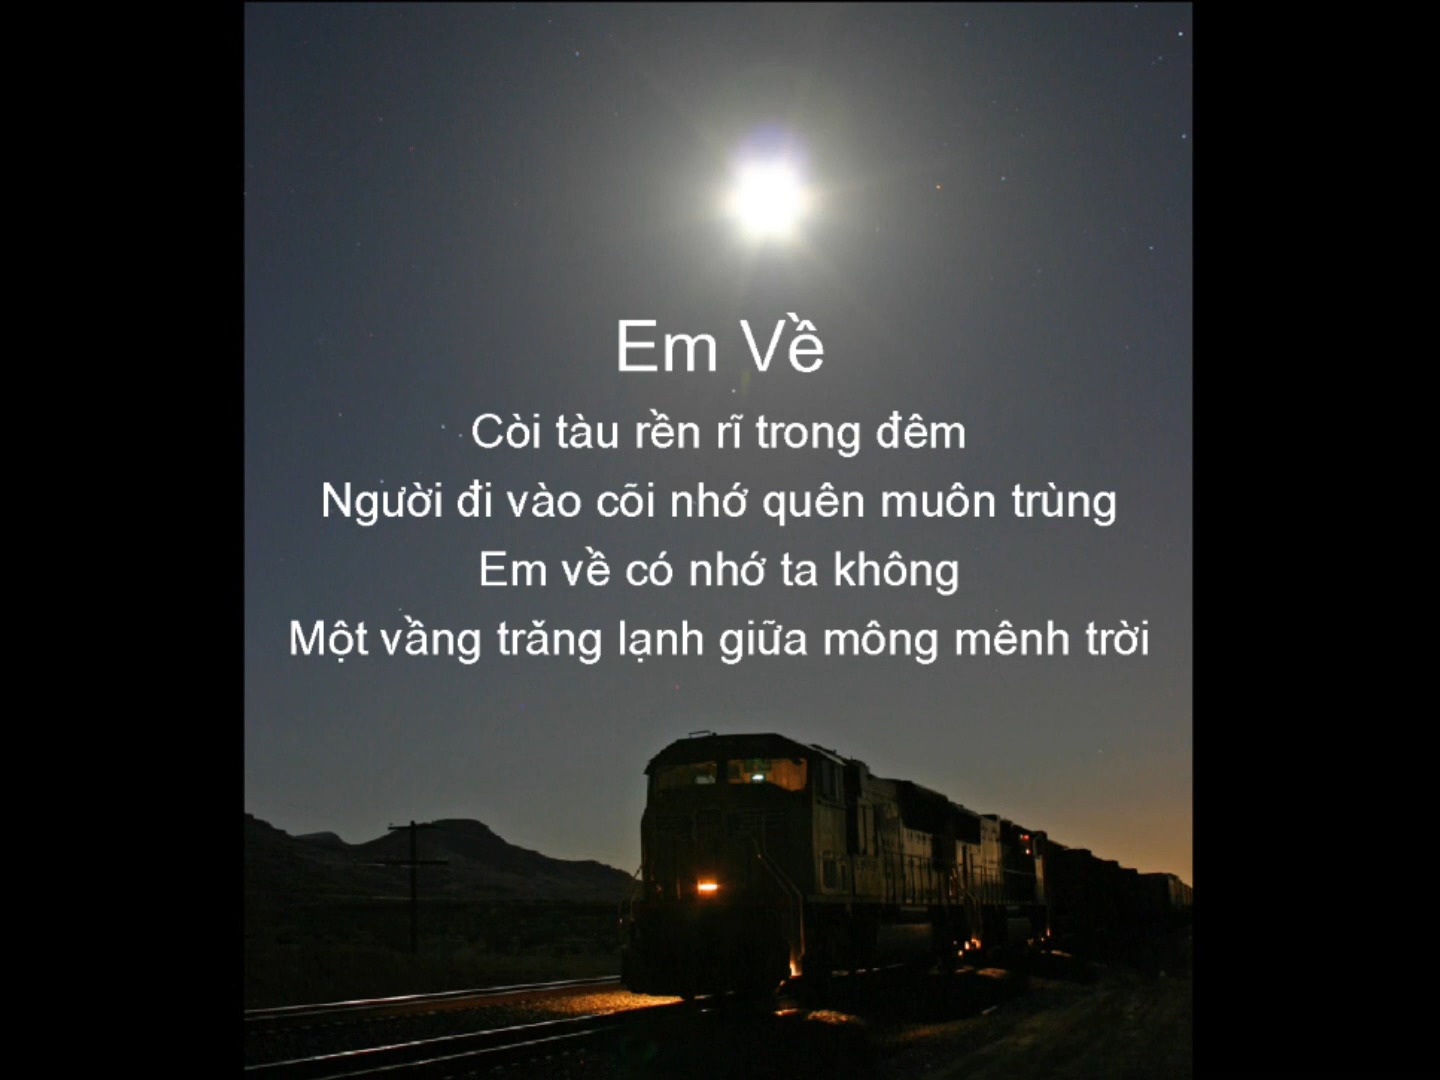 Em Về
Còi tàu rền rĩ trong đêm
Người đi vào cõi nhớ quên muôn trùng
Em về có nhớ ta không
Một vầng trăng lạnh giữa mông mênh trời